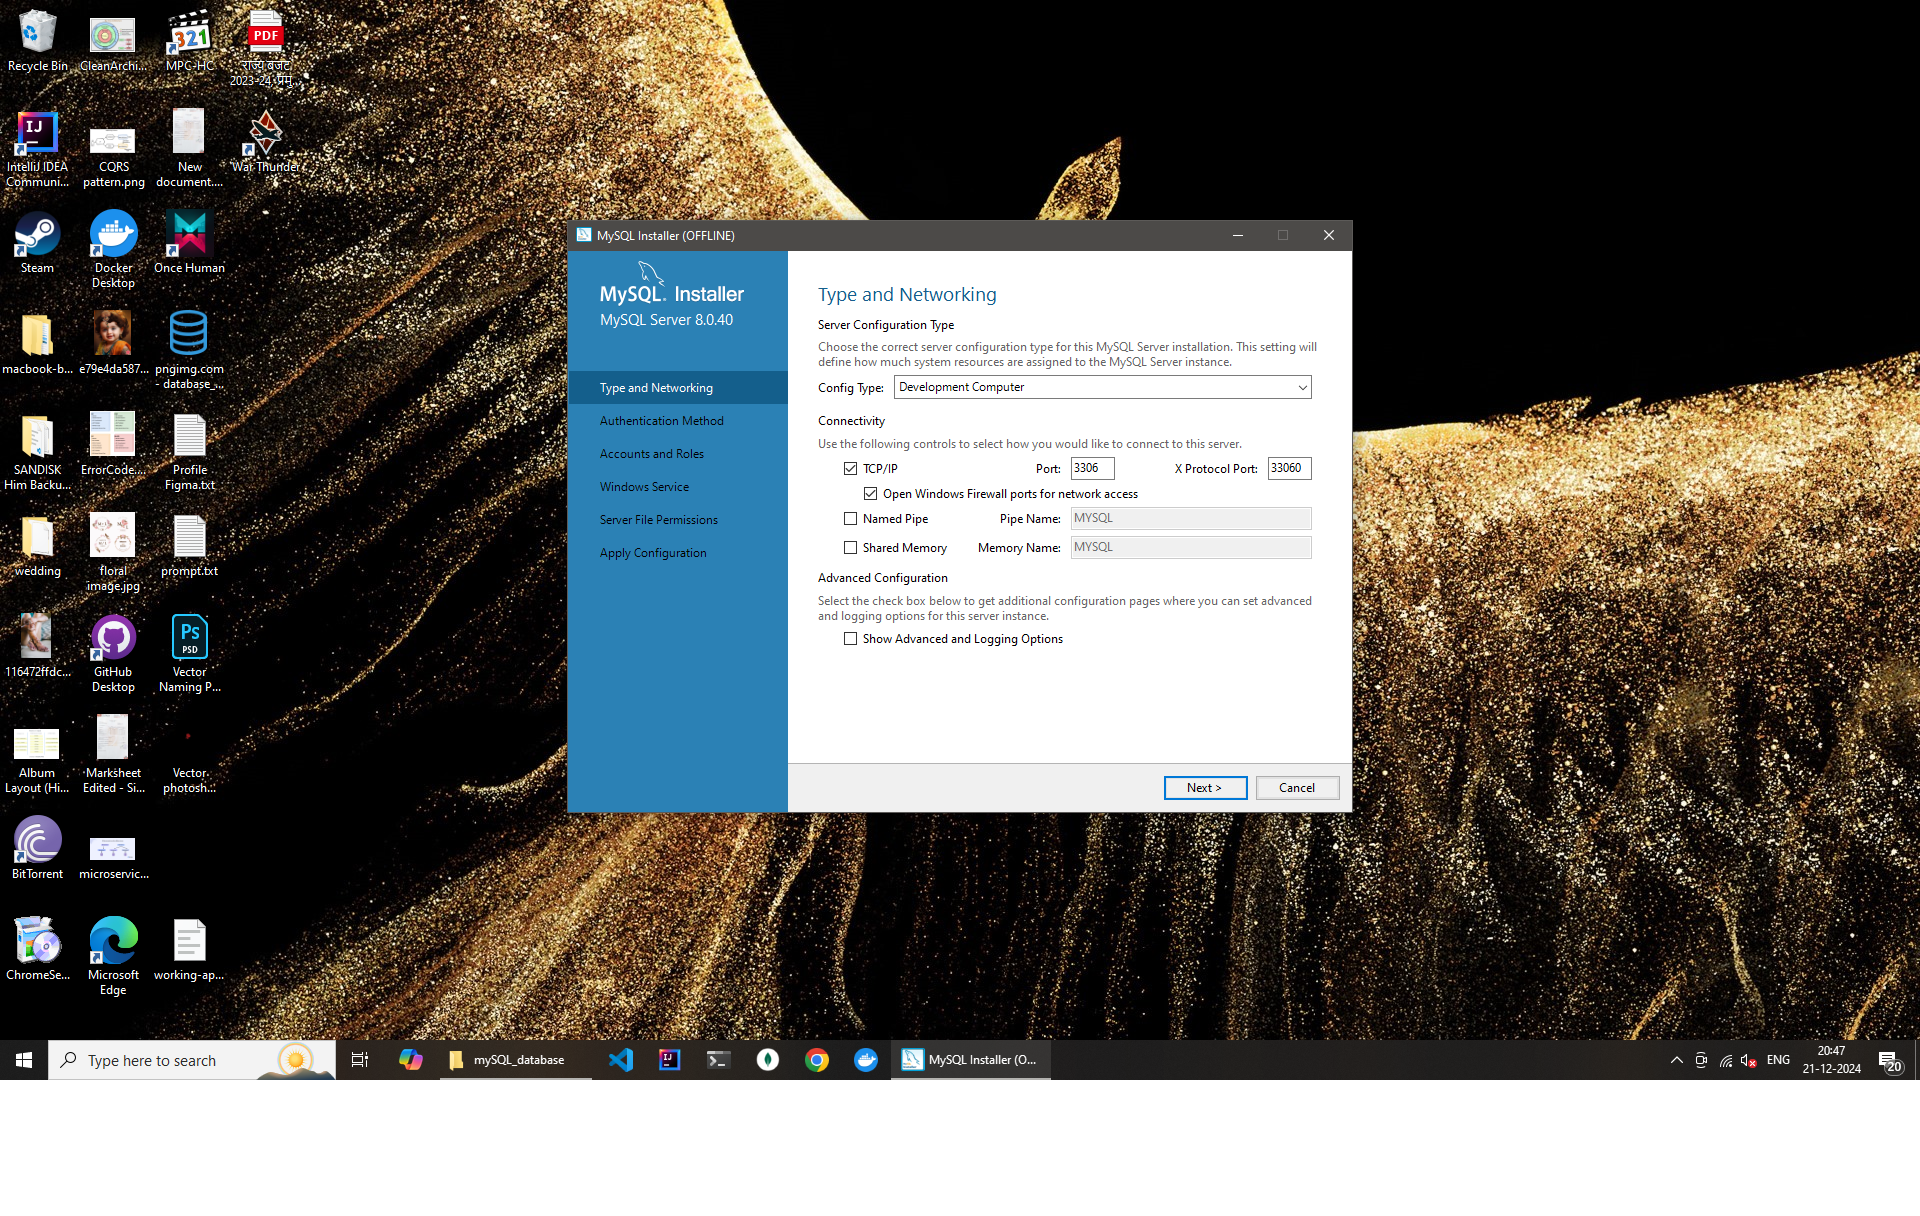 Recycle Bin
CleanArchi...
MPC-HC
PDF
राज्य बजट
2023-24-प्रेम...
IntelliJ IDEA
Communi...
CQRS
pattern.png
New
document....
War Thunder
Steam
Docker
Desktop
Once Human
macbook-b...
e79e4da587...
pngimg.com
- database_...
SANDISK
Him Backu...
ErrorCode....
Profile
Figma.txt
wedding
floral
image.jpg
prompt.txt
116472ffdc...
GitHub
Desktop
Ps
PSD
Vector
Naming P...
Album
Layout (Hi...
Marksheet
Edited - Si...
Vector
photosh...
BitTorrent
microservic...
ChromeSe...
Microsoft
Edge
working-ap...
MySQL Installer (OFFLINE)
MySQL. Installer
MySQL Server 8.0.40
Type and Networking
Authentication Method
Accounts and Roles
Windows Service
Server File Permissions
Apply Configuration
Type and Networking
Server Configuration Type
Choose the correct server configuration type for this MySQL Server installation. This setting will
define how much system resources are assigned to the MySQL Server instance.
Config Type: Development Computer
Connectivity
Use the following controls to select how you would like to connect to this server.
TCP/IP Port: 3306 X Protocol Port: 33060
Open Windows Firewall ports for network access
Named Pipe Pipe Name: MYSQL
Shared Memory Memory Name: MYSQL
Advanced Configuration
Select the check box below to get additional configuration pages where you can set advanced
and logging options for this server instance.
Show Advanced and Logging Options
Next > Cancel
Type here to search
mySQL_database
MySQL Installer (O...
ENG
20:47
21-12-2024
20